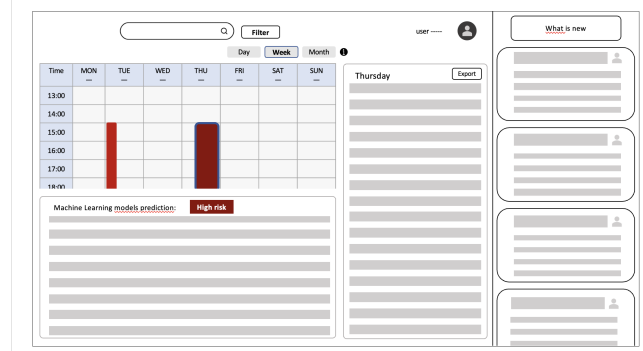 Filter
user -----
What is new
Day Week Month
Time MON TUE WED THU FRI SAT SUN
13:00
14:00
15:00
16:00
17:00
18:00
Thursday
Export
Machine Learning models prediction: High risk